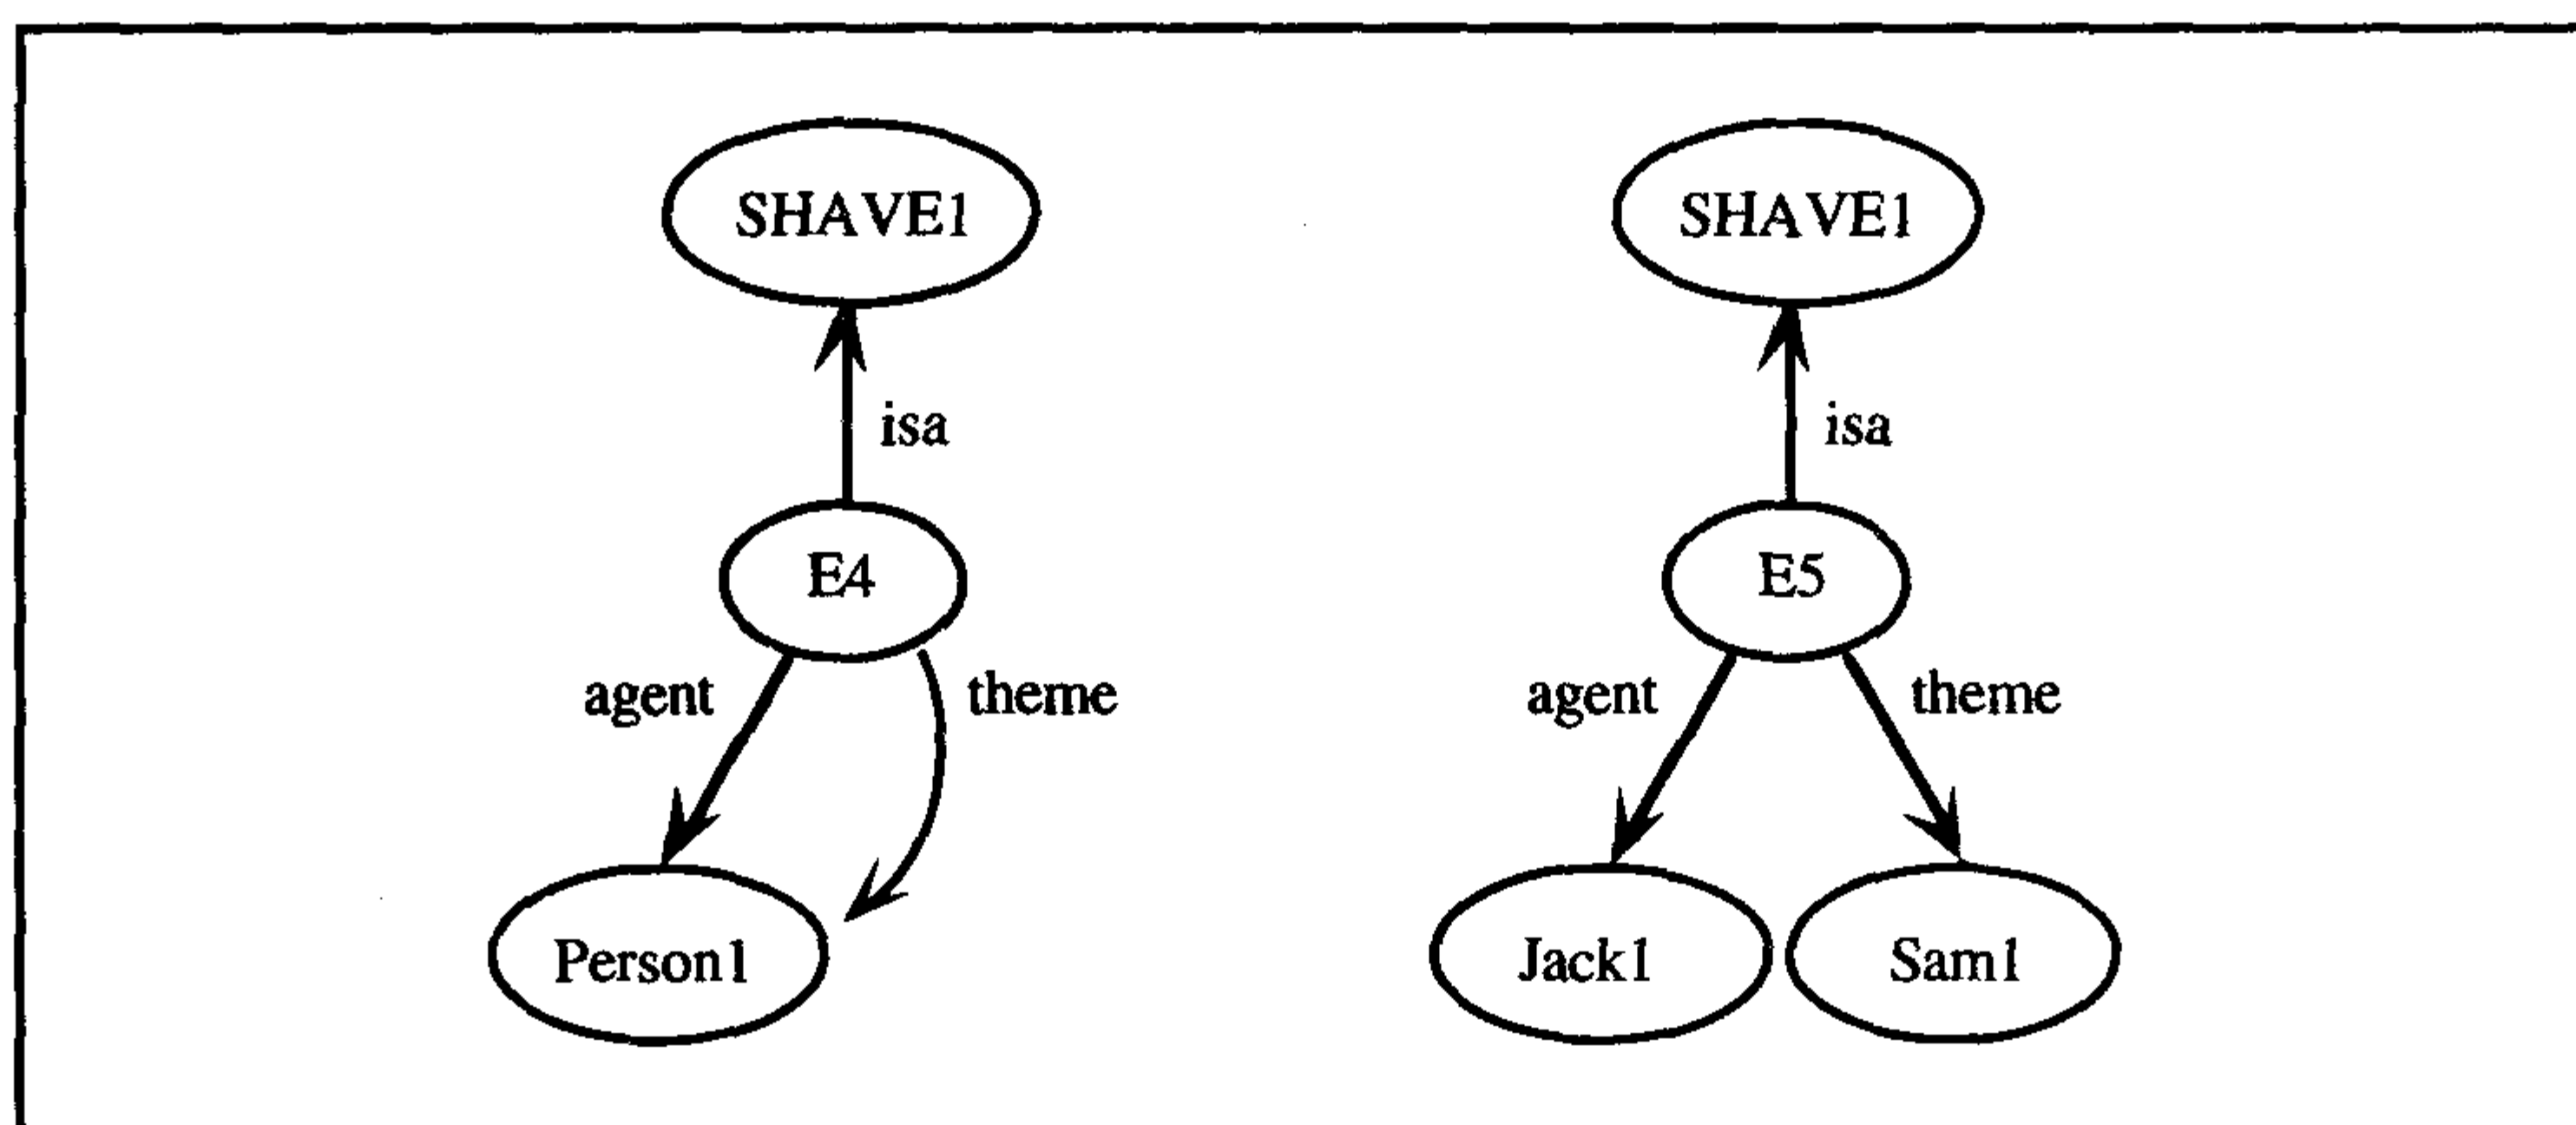 SHAVE1 SHAVE1
isa isa
E4 E5
agent theme agent theme
Person1 Jack1 Sam1